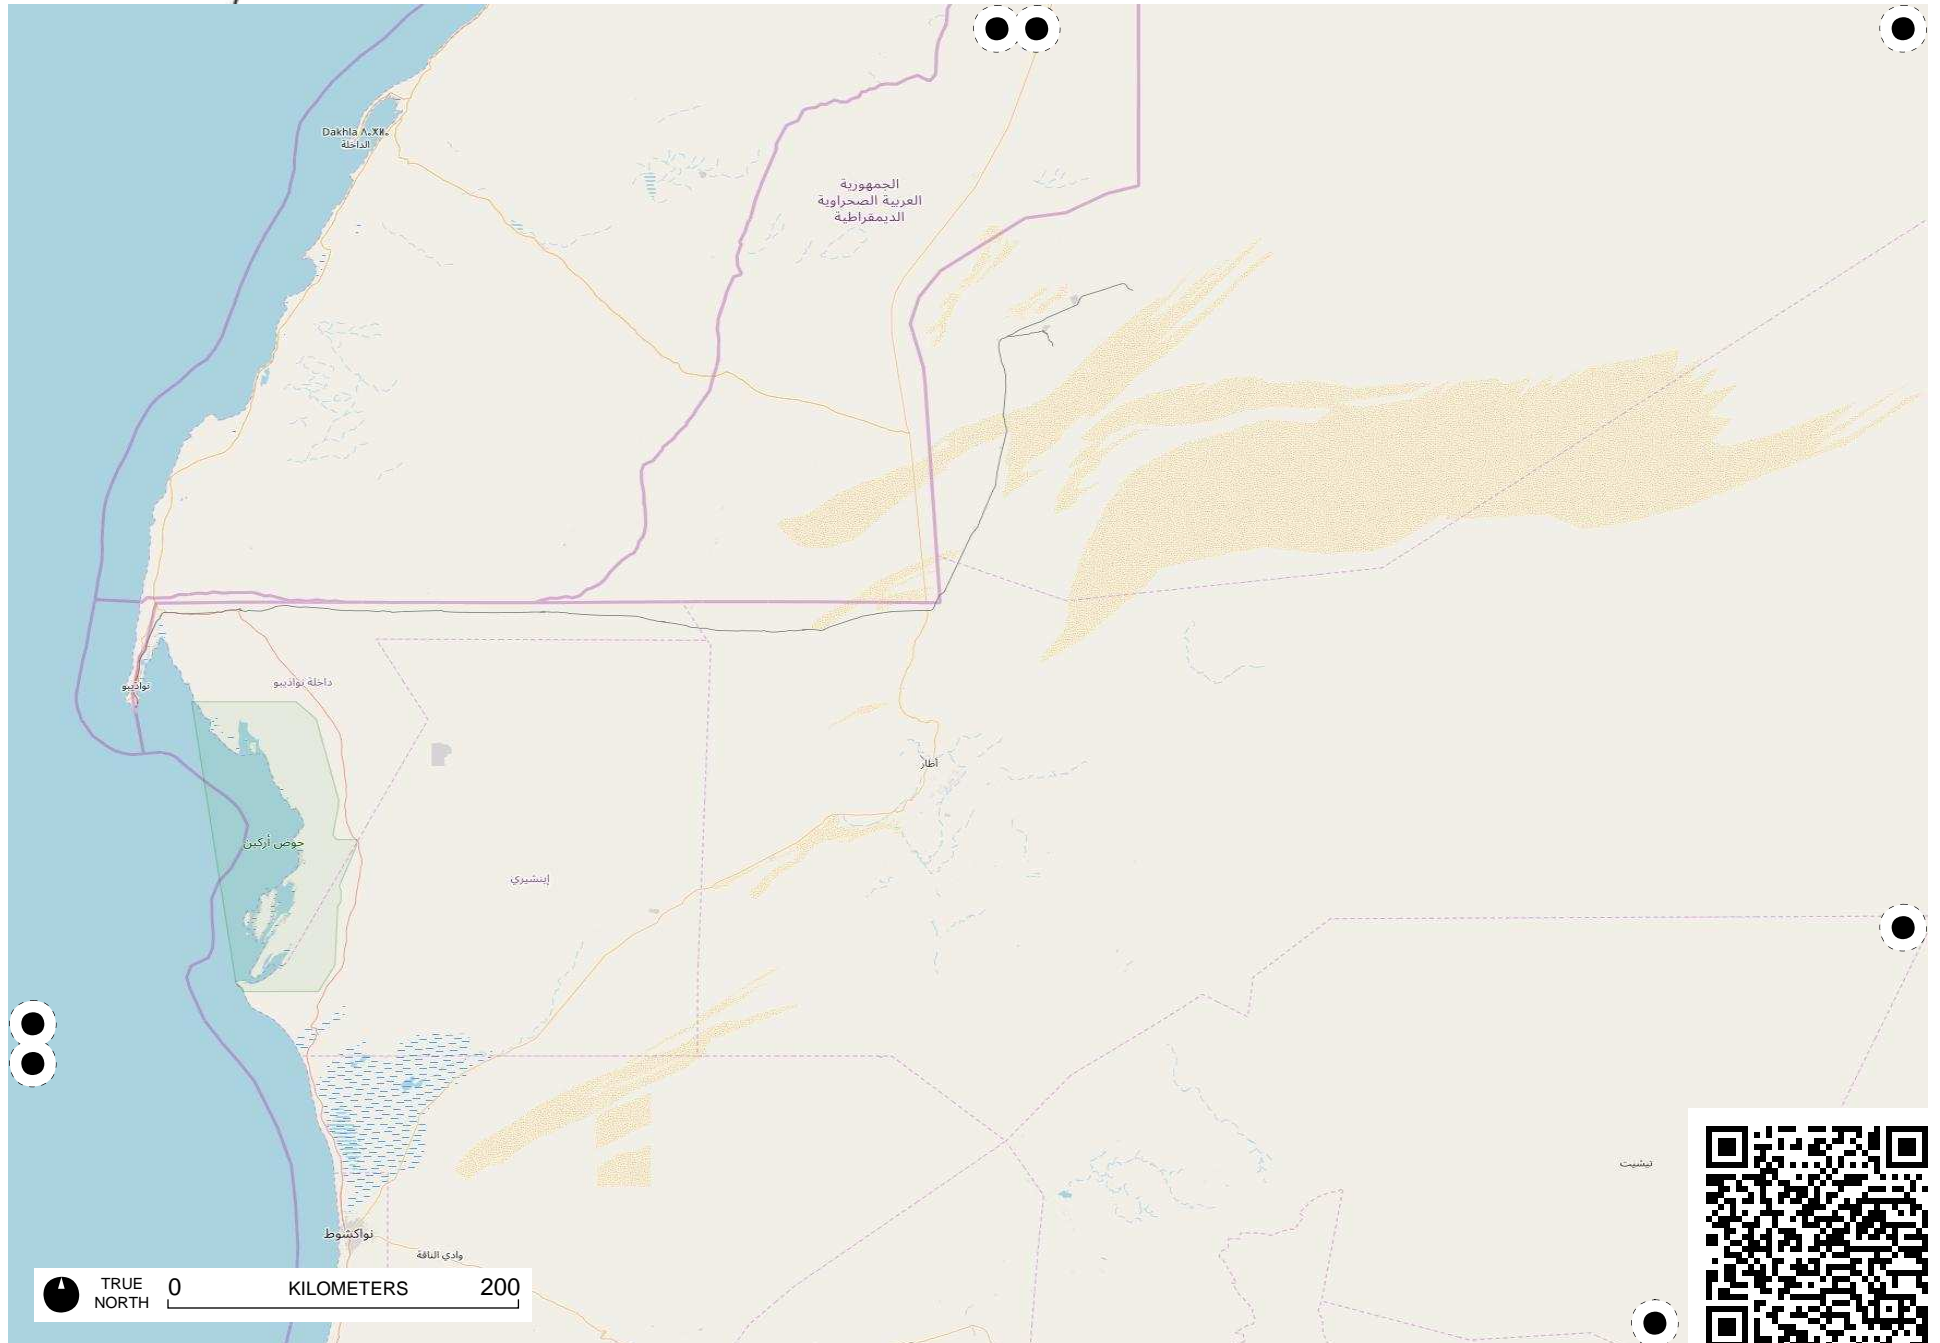 Dakhla ⴷⴰⵅⵍⴰ
الداخلة
الجمهورية
العربية الصحراوية
الديمقراطية
نواذيبو
داخلة نواذيبو
أطار
حوض أركين
إينشيري
تيشيت
نواكشوط
وادي الناقة
TRUE
NORTH
0 KILOMETERS 200